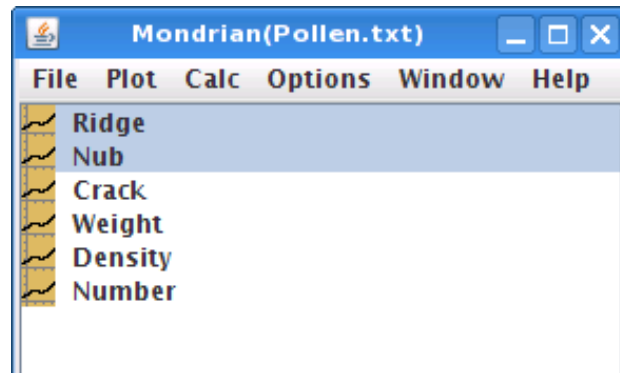 Mondrian(Pollen.txt)
File Plot Calc Options Window Help
Ridge
Nub
Crack
Weight
Density
Number